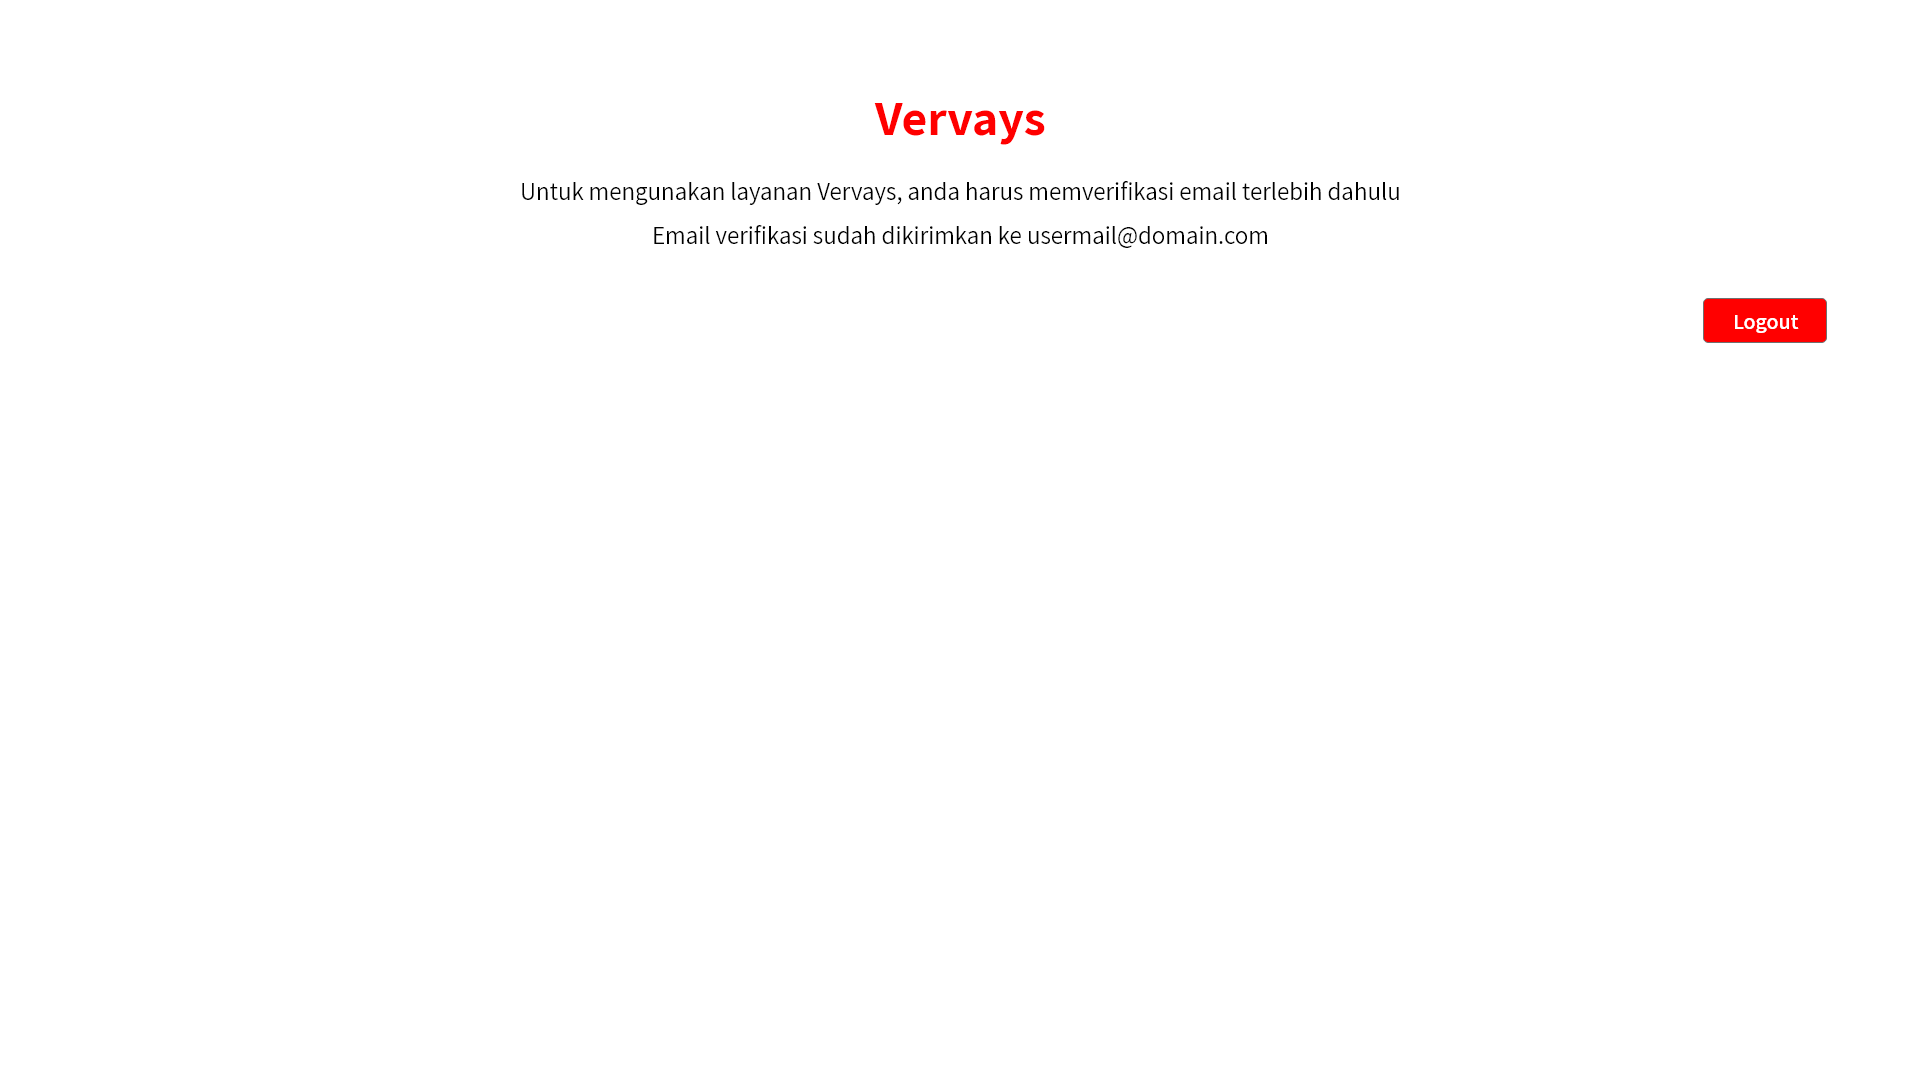 Vervays
Untuk mengunakan layanan Vervays, anda harus memverifikasi email terlebih dahulu
Email verifikasi sudah dikirimkan ke usermail@domain.com
Logout